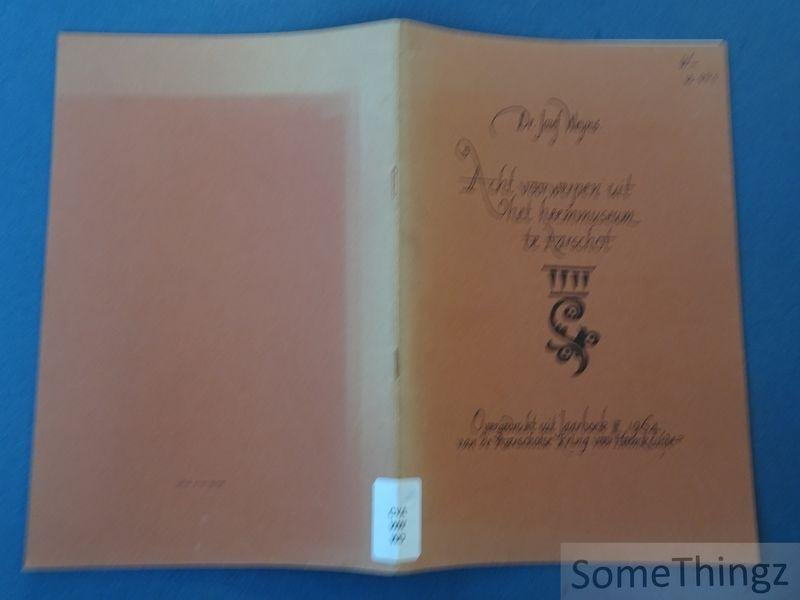 Dr. Jozef Weyns
Acht voorwerpen uit
het heemmuseum
te Aarschot
Overgedrukt uit Jaarboek 1964
van de Aarschotse Kring voor Heemkunde
SomeThingz